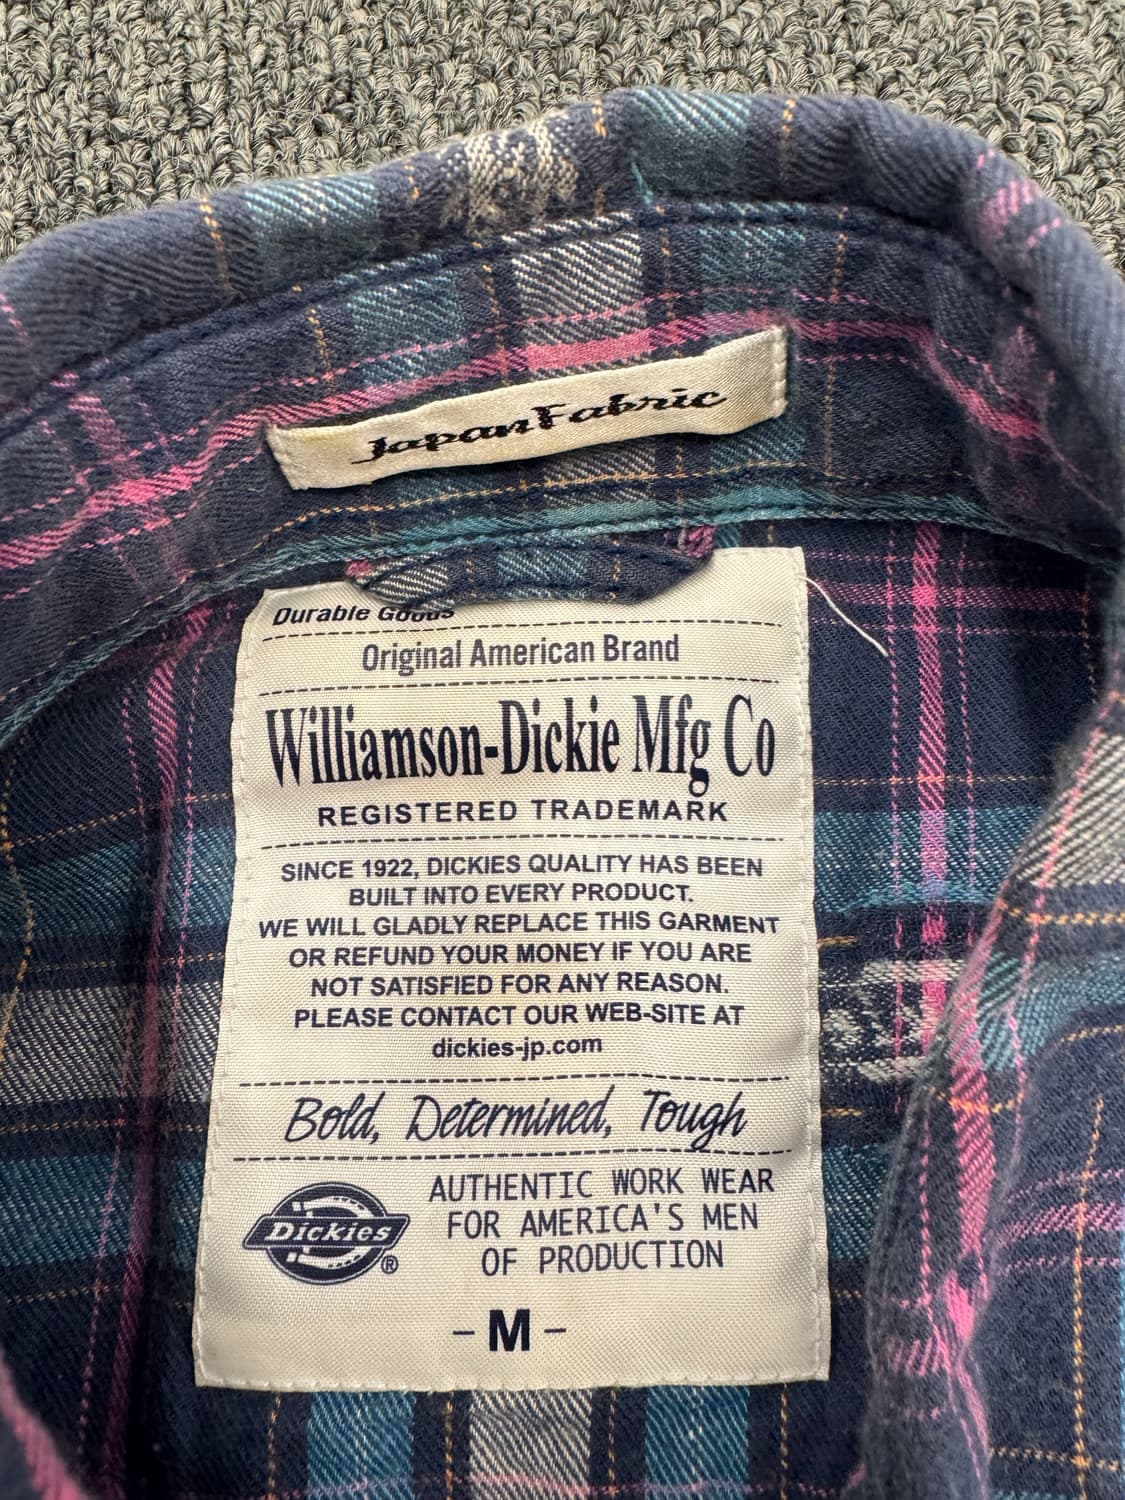 JapanFabric
Durable Goods
Original American Brand
Williamson-Dickie Mfg Co
REGISTERED TRADEMARK
SINCE 1922, DICKIES QUALITY HAS BEEN
BUILT INTO EVERY PRODUCT.
WE WILL GLADLY REPLACE THIS GARMENT
OR REFUND YOUR MONEY IF YOU ARE
NOT SATISFIED FOR ANY REASON.
PLEASE CONTACT OUR WEB-SITE AT
dickies-jp.com
Bold, Determined, Tough
Dickies®
AUTHENTIC WORK WEAR
FOR AMERICA'S MEN
OF PRODUCTION
-M-